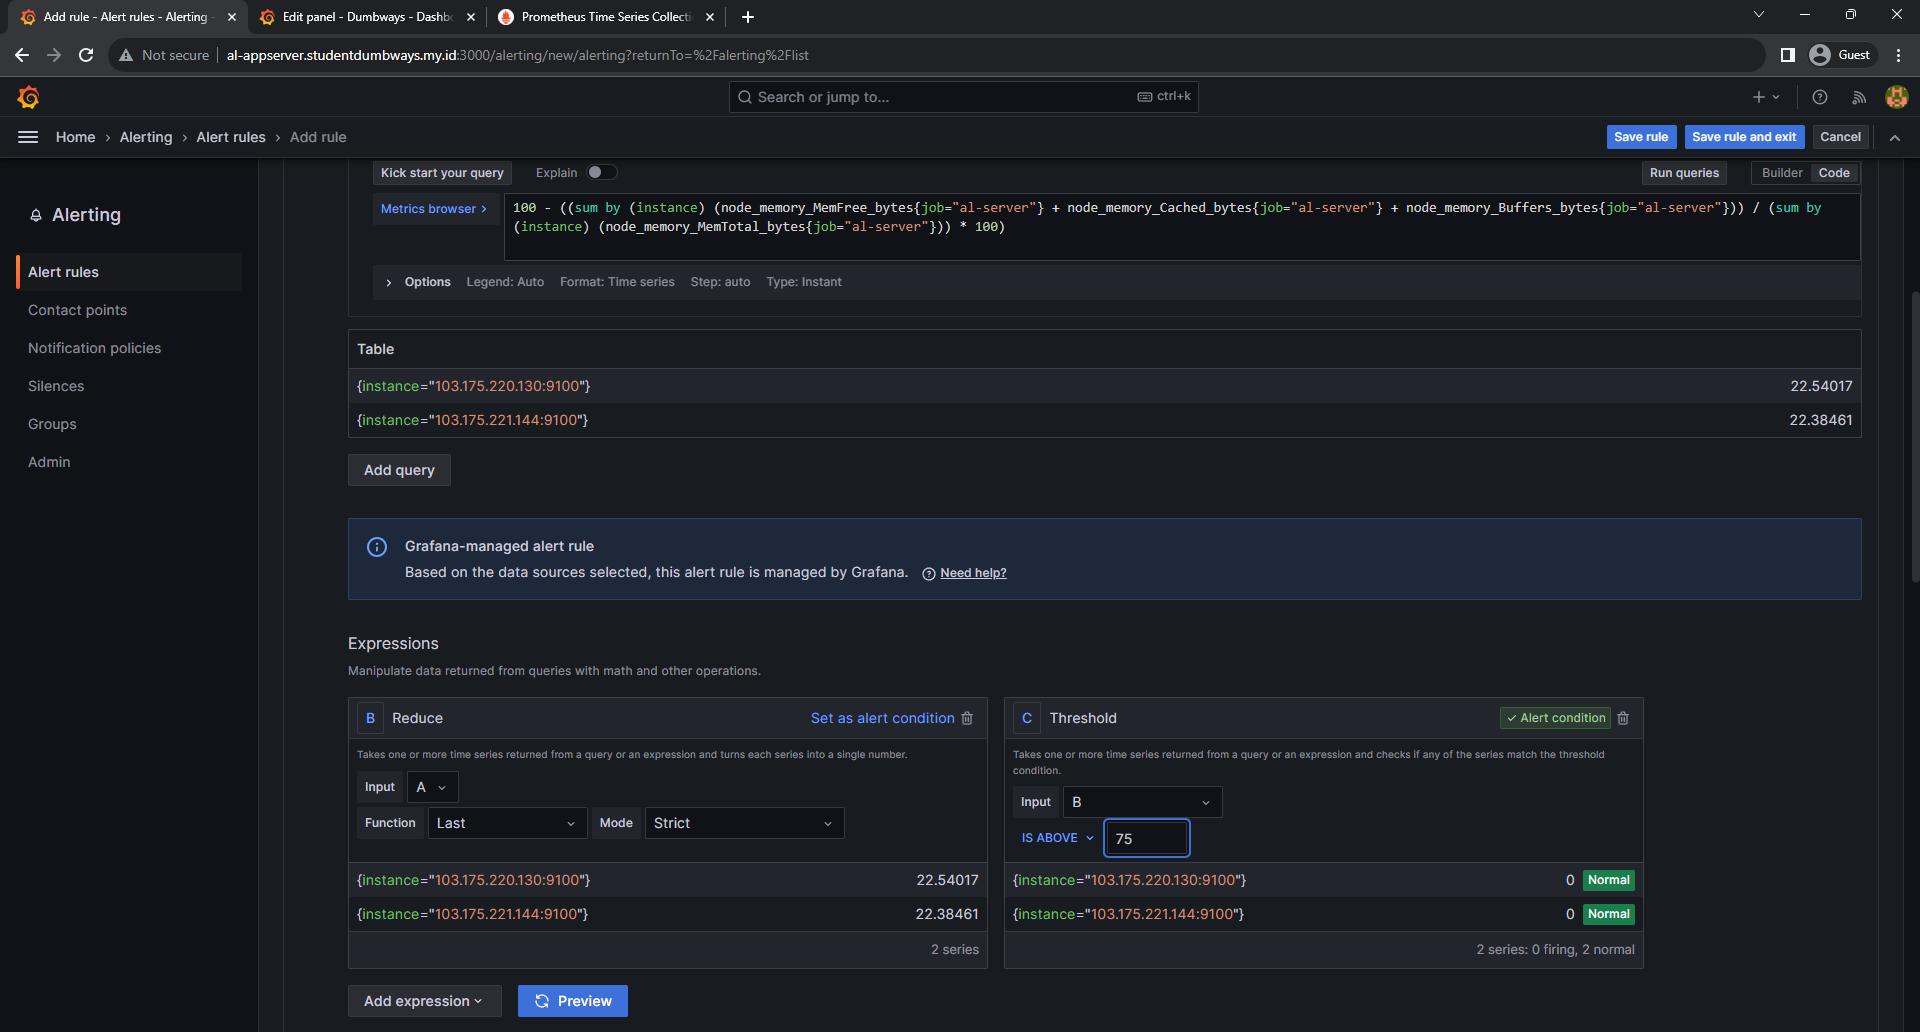 Add rule - Alert rules - Alerting -
Edit panel - Dumbways - Dashb
Prometheus Time Series Collecti
Not secure
al-appserver.studentdumbways.my.id:3000/alerting/new/alerting?returnTo=%2Falerting%2Flist
Guest
Search or jump to...
ctrl+k
Home › Alerting › Alert rules › Add rule
Save rule
Save rule and exit
Cancel
Alerting
Alert rules
Contact points
Notification policies
Silences
Groups
Admin
Kick start your query
Explain
Run queries
Builder
Code
Metrics browser ›
100 - ((sum by (instance) (node_memory_MemFree_bytes{job="al-server"} + node_memory_Cached_bytes{job="al-server"} + node_memory_Buffers_bytes{job="al-server"})) / (sum by
(instance) (node_memory_MemTotal_bytes{job="al-server"})) * 100)
› Options Legend: Auto Format: Time series Step: auto Type: Instant
Table
{instance="103.175.220.130:9100"} 22.54017
{instance="103.175.221.144:9100"} 22.38461
Add query
Grafana-managed alert rule
Based on the data sources selected, this alert rule is managed by Grafana. Need help?
Expressions
Manipulate data returned from queries with math and other operations.
B Reduce Set as alert condition
Takes one or more time series returned from a query or an expression and turns each series into a single number.
Input A
Function Last Mode Strict
{instance="103.175.220.130:9100"} 22.54017
{instance="103.175.221.144:9100"} 22.38461
2 series
C Threshold ✓ Alert condition
Takes one or more time series returned from a query or an expression and checks if any of the series match the threshold
condition.
Input B
IS ABOVE 75
{instance="103.175.220.130:9100"} 0 Normal
{instance="103.175.221.144:9100"} 0 Normal
2 series: 0 firing, 2 normal
Add expression
Preview